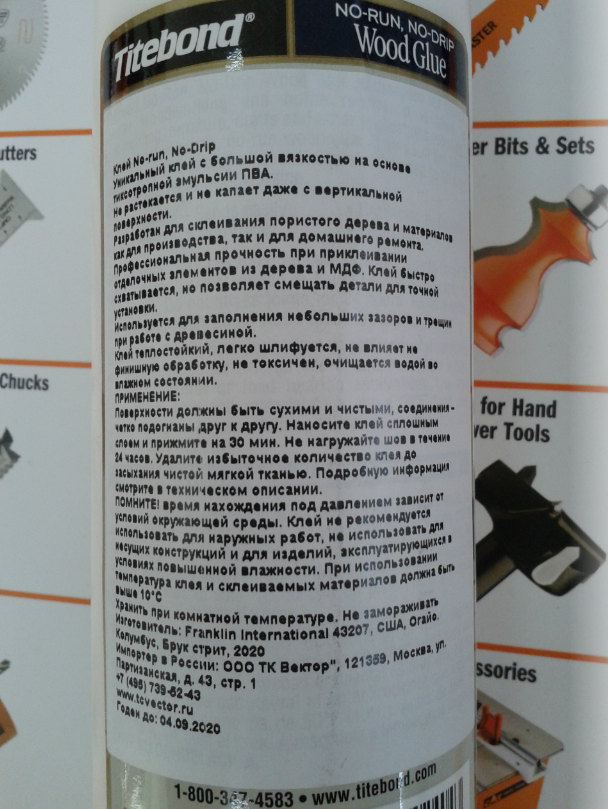 Titebond®
NO-RUN, NO-DRIP
Wood Glue
Клей No-run, No-Drip
Уникальный клей с большой вязкостью на основе
тиксотропной эмульсии ПВА.
Не растекается и не капает даже с вертикальной
поверхности.
Разработан для склеивания пористого дерева и материалов
как для производства, так и для домашнего ремонта.
Профессиональная прочность при приклеивании
отделочных элементов из дерева и МДФ. Клей быстро
схватывается, но позволяет смещать детали для точной
установки.
Используется для заполнения небольших зазоров и трещин
при работе с древесиной.
Клей теплостойкий, легко шлифуется, не влияет не
финишную обработку, не токсичен, очищается водой во
влажном состоянии.
ПРИМЕНЕНИЕ:
Поверхности должны быть сухими и чистыми, соединения -
четко подогнаны друг к другу. Наносите клей сплошным
слоем и прижмите на 30 мин. Не нагружайте шов в течение
24 часов. Удалите избыточное количество клея до
засыхания чистой мягкой тканью. Подробную информация
смотрите в техническом описании.
ПОМНИТЕ! время нахождения под давлением зависит от
условий окружающей среды. Клей не рекомендуется
использовать для наружных работ, не использовать для
несущих конструкций и для изделий, эксплуатирующихся в
условиях повышенной влажности. При использовании
температура клея и склеиваемых материалов должна быть
выше 10°С
Хранить при комнатной температуре. Не замораживать
Изготовитель: Franklin International 43207, США, Огайо.
Колумбус, Брук стрит, 2020
Импортер в России: ООО ТК Вектор", 121359, Москва, ул.
Партизанская, д. 43, стр. 1
+7 (495) 739-52-43
www.tcvector.ru
Годен до: 04.09.2020
1-800-347-4583 • www.titebond.com
utters
Chucks
ASTER
er Bits & Sets
for Hand
ver Tools
ssories